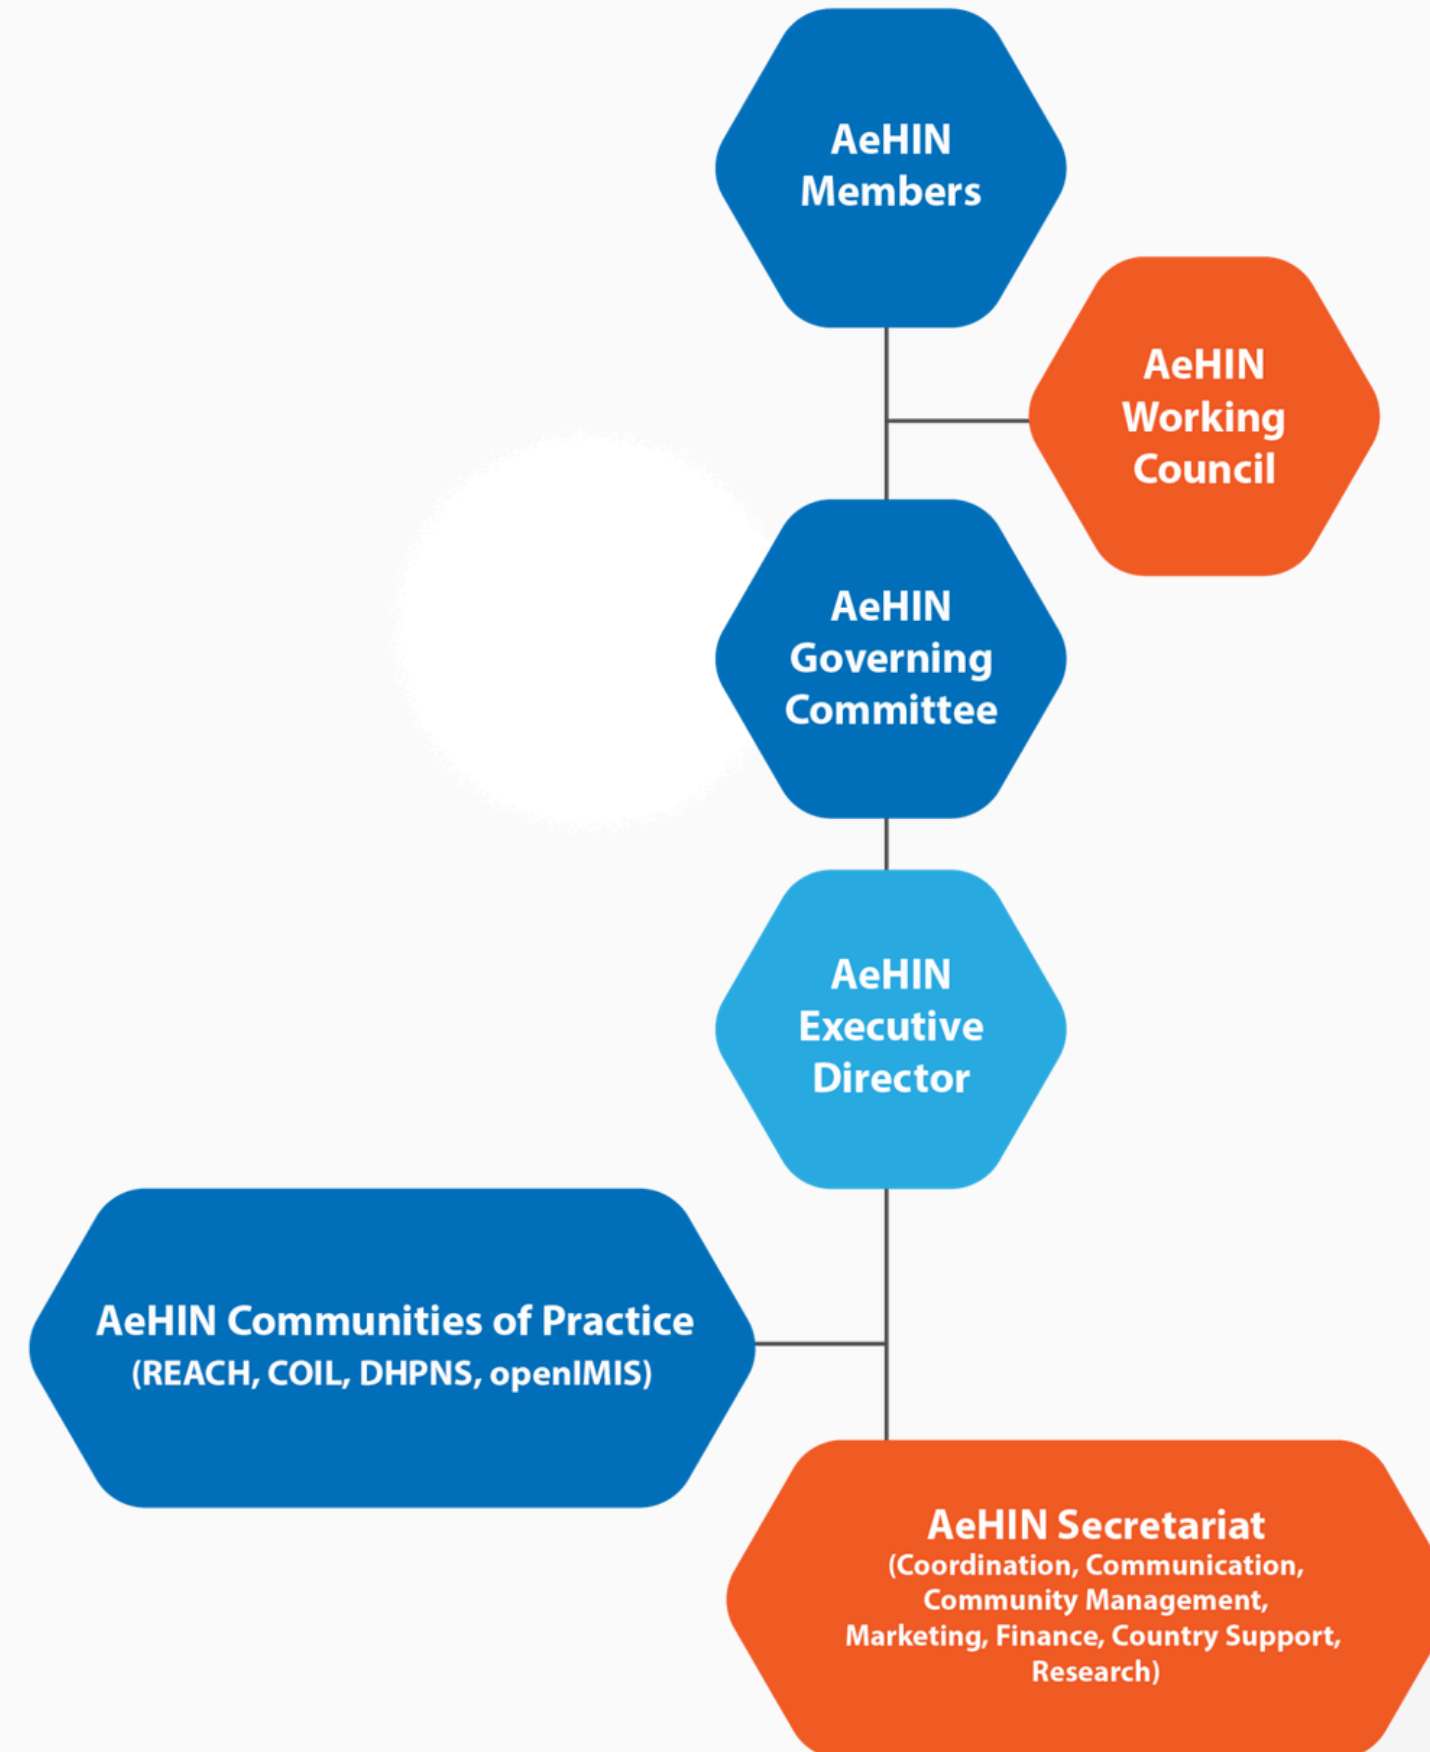 AeHIN
Members
AeHIN
Working
Council
AeHIN
Governing
Committee
AeHIN
Executive
Director
AeHIN Communities of Practice
(REACH, COIL, DHPNS, openIMIS)
AeHIN Secretariat
(Coordination, Communication,
Community Management,
Marketing, Finance, Country Support,
Research)